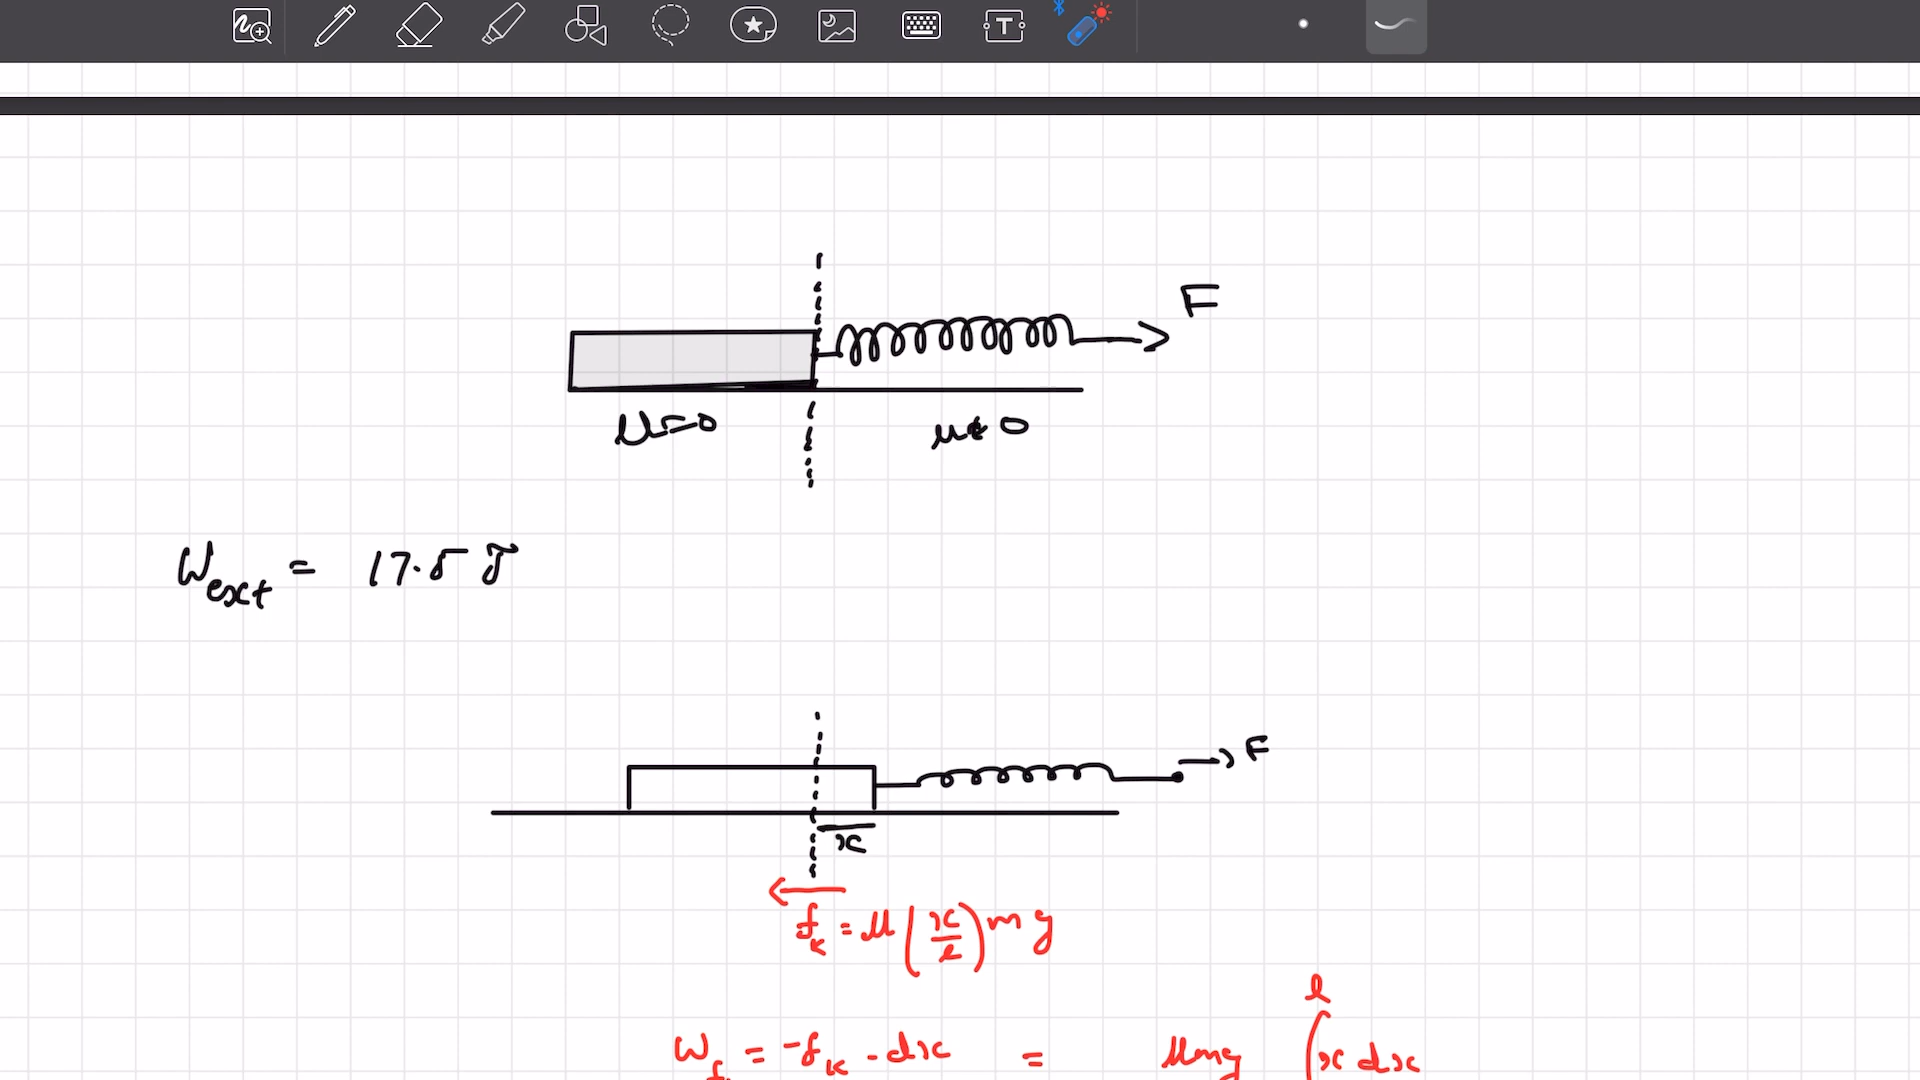 F
μ=0 μ≠0
W_ext = 17.5 J
→F
x
f_k = μ(x/l)mg
l
W_f = -f_k - dx = μmg ∫x dx